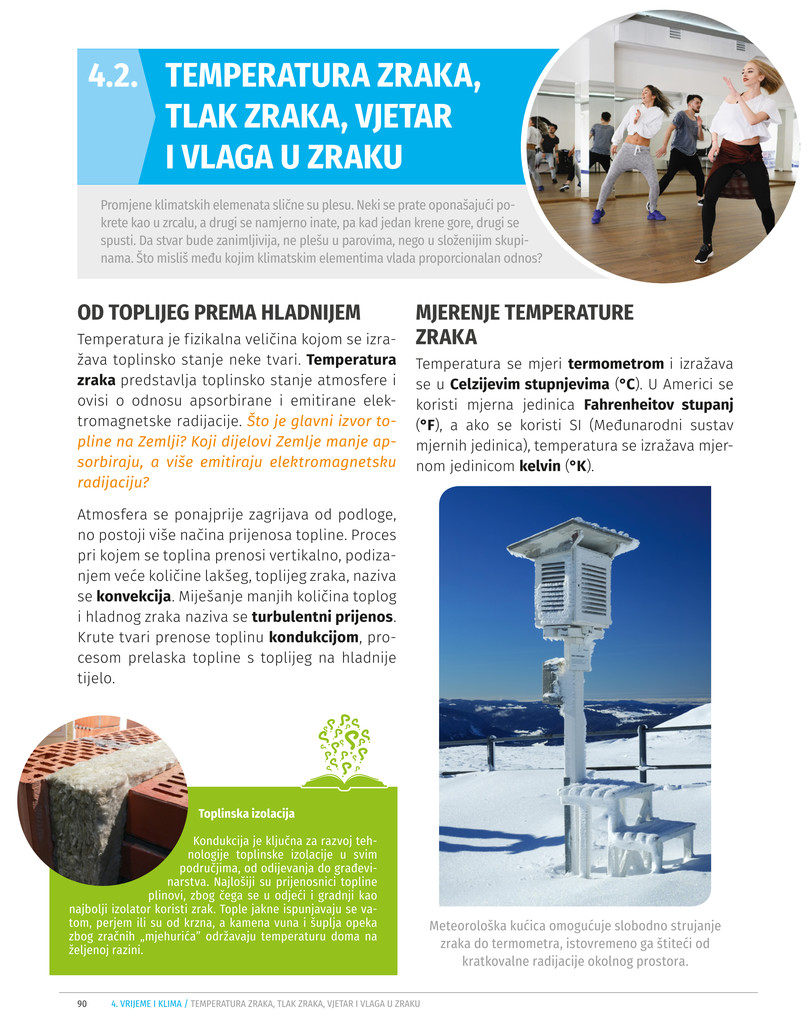 4.2. TEMPERATURA ZRAKA,
TLAK ZRAKA, VJETAR
I VLAGA U ZRAKU
Promjene klimatskih elemenata slične su plesu. Neki se prate oponašajući po-
krete kao u zrcalu, a drugi se namjerno inate, pa kad jedan krene gore, drugi se
spusti. Da stvar bude zanimljivija, ne plešu u parovima, nego u složenijim skupi-
nama. Što misliš među kojim klimatskim elementima vlada proporcionalan odnos?
OD TOPLIJEG PREMA HLADNIJEM
Temperatura je fizikalna veličina kojom se izra-
žava toplinsko stanje neke tvari. Temperatura
zraka predstavlja toplinsko stanje atmosfere i
ovisi o odnosu apsorbirane i emitirane elek-
tromagnetske radijacije. Što je glavni izvor to-
pline na Zemlji? Koji dijelovi Zemlje manje ap-
sorbiraju, a više emitiraju elektromagnetsku
radijaciju?
Atmosfera se ponajprije zagrijava od podloge,
no postoji više načina prijenosa topline. Proces
pri kojem se toplina prenosi vertikalno, podiza-
njem veće količine lakšeg, toplijeg zraka, naziva
se konvekcija. Miješanje manjih količina toplog
i hladnog zraka naziva se turbulentni prijenos.
Krute tvari prenose toplinu kondukcijom, pro-
cesom prelaska topline s toplijeg na hladnije
tijelo.
Toplinska izolacija
Kondukcija je ključna za razvoj teh-
nologije toplinske izolacije u svim
područjima, od odijevanja do građevi-
narstva. Najlošiji su prijenosnici topline
plinovi, zbog čega se u odjeći i gradnji kao
najbolji izolator koristi zrak. Tople jakne ispunjavaju se va-
tom, perjem ili su od krzna, a kamena vuna i šuplja opeka
zbog zračnih „mjehurića” održavaju temperaturu doma na
željenoj razini.
MJERENJE TEMPERATURE
ZRAKA
Temperatura se mjeri termometrom i izražava
se u Celzijevim stupnjevima (°C). U Americi se
koristi mjerna jedinica Fahrenheitov stupanj
(°F), a ako se koristi SI (Međunarodni sustav
mjernih jedinica), temperatura se izražava mjer-
nom jedinicom kelvin (°K).
Meteorološka kućica omogućuje slobodno strujanje
zraka do termometra, istovremeno ga štiteći od
kratkovalne radijacije okolnog prostora.
90 4. VRIJEME I KLIMA / TEMPERATURA ZRAKA, TLAK ZRAKA, VJETAR I VLAGA U ZRAKU